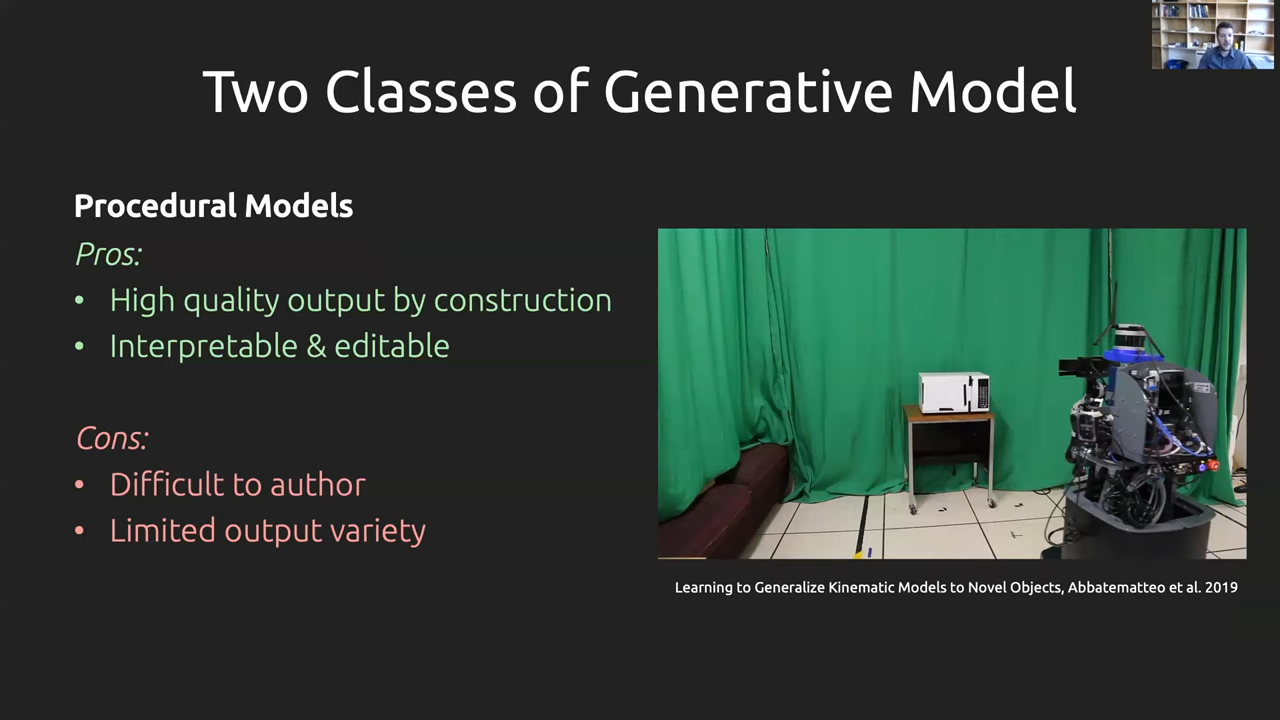 Two Classes of Generative Model
Procedural Models
Pros:
• High quality output by construction
• Interpretable & editable
Cons:
• Difficult to author
• Limited output variety
Learning to Generalize Kinematic Models to Novel Objects, Abbatematteo et al. 2019